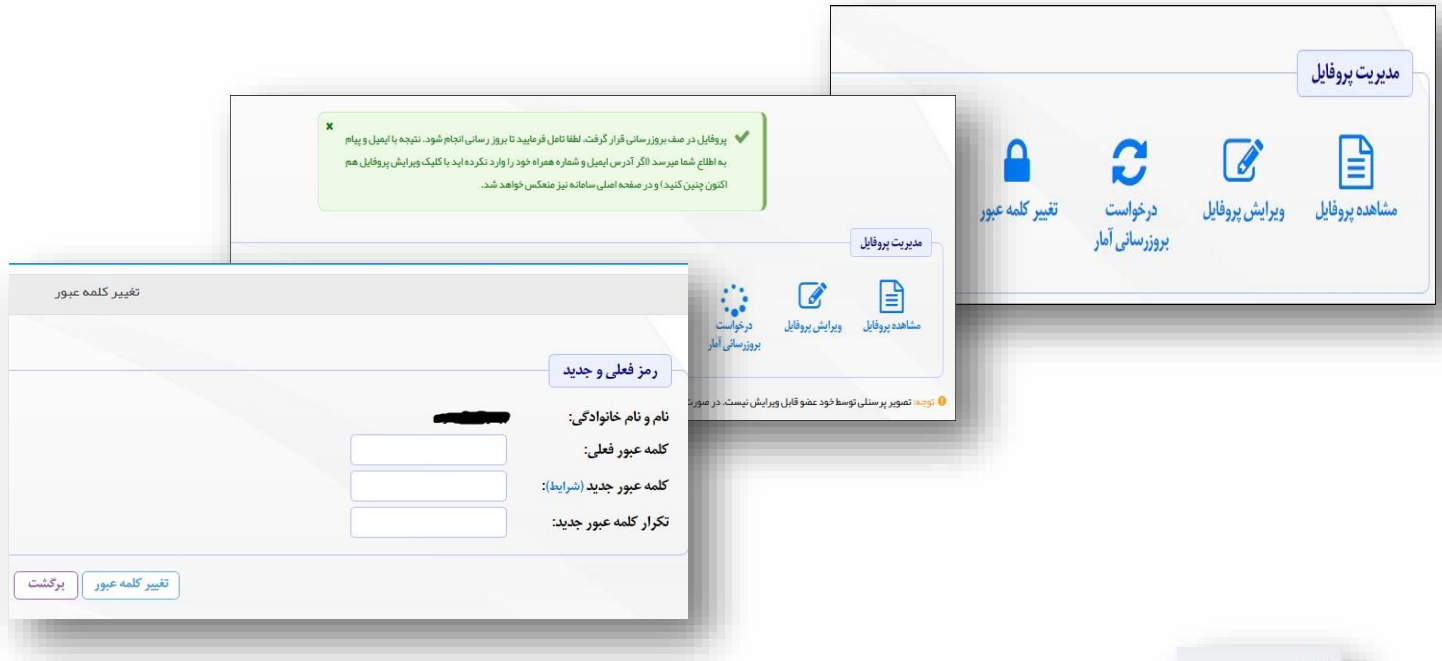 مدیریت پروفایل
مشاهده پروفایل
ویرایش پروفایل
درخواست
بروزرسانی آمار
تغییر کلمه عبور
x
پروفایل در صف بروزرسانی قرار گرفت. لطفا تامل فرمایید تا بروز رسانی انجام شود. نتیجه با ایمیل و پیام
به اطلاع شما میرسد (اگر آدرس ایمیل و شماره همراه خود را وارد نکرده اید با کلیک ویرایش پروفایل هم
اکنون چنین کنید) و در صفحه اصلی سامانه نیز منعکس خواهد شد.
مدیریت پروفایل
مشاهده پروفایل
ویرایش پروفایل
درخواست
بروزرسانی آمار
توجه: تصویر پرسنلی توسط خود عضو قابل ویرایش نیست. در صورت
تغییر کلمه عبور
رمز فعلی و جدید
نام و نام خانوادگی:
کلمه عبور فعلی:
کلمه عبور جدید (شرایط):
تکرار کلمه عبور جدید:
تغییر کلمه عبور
برگشت